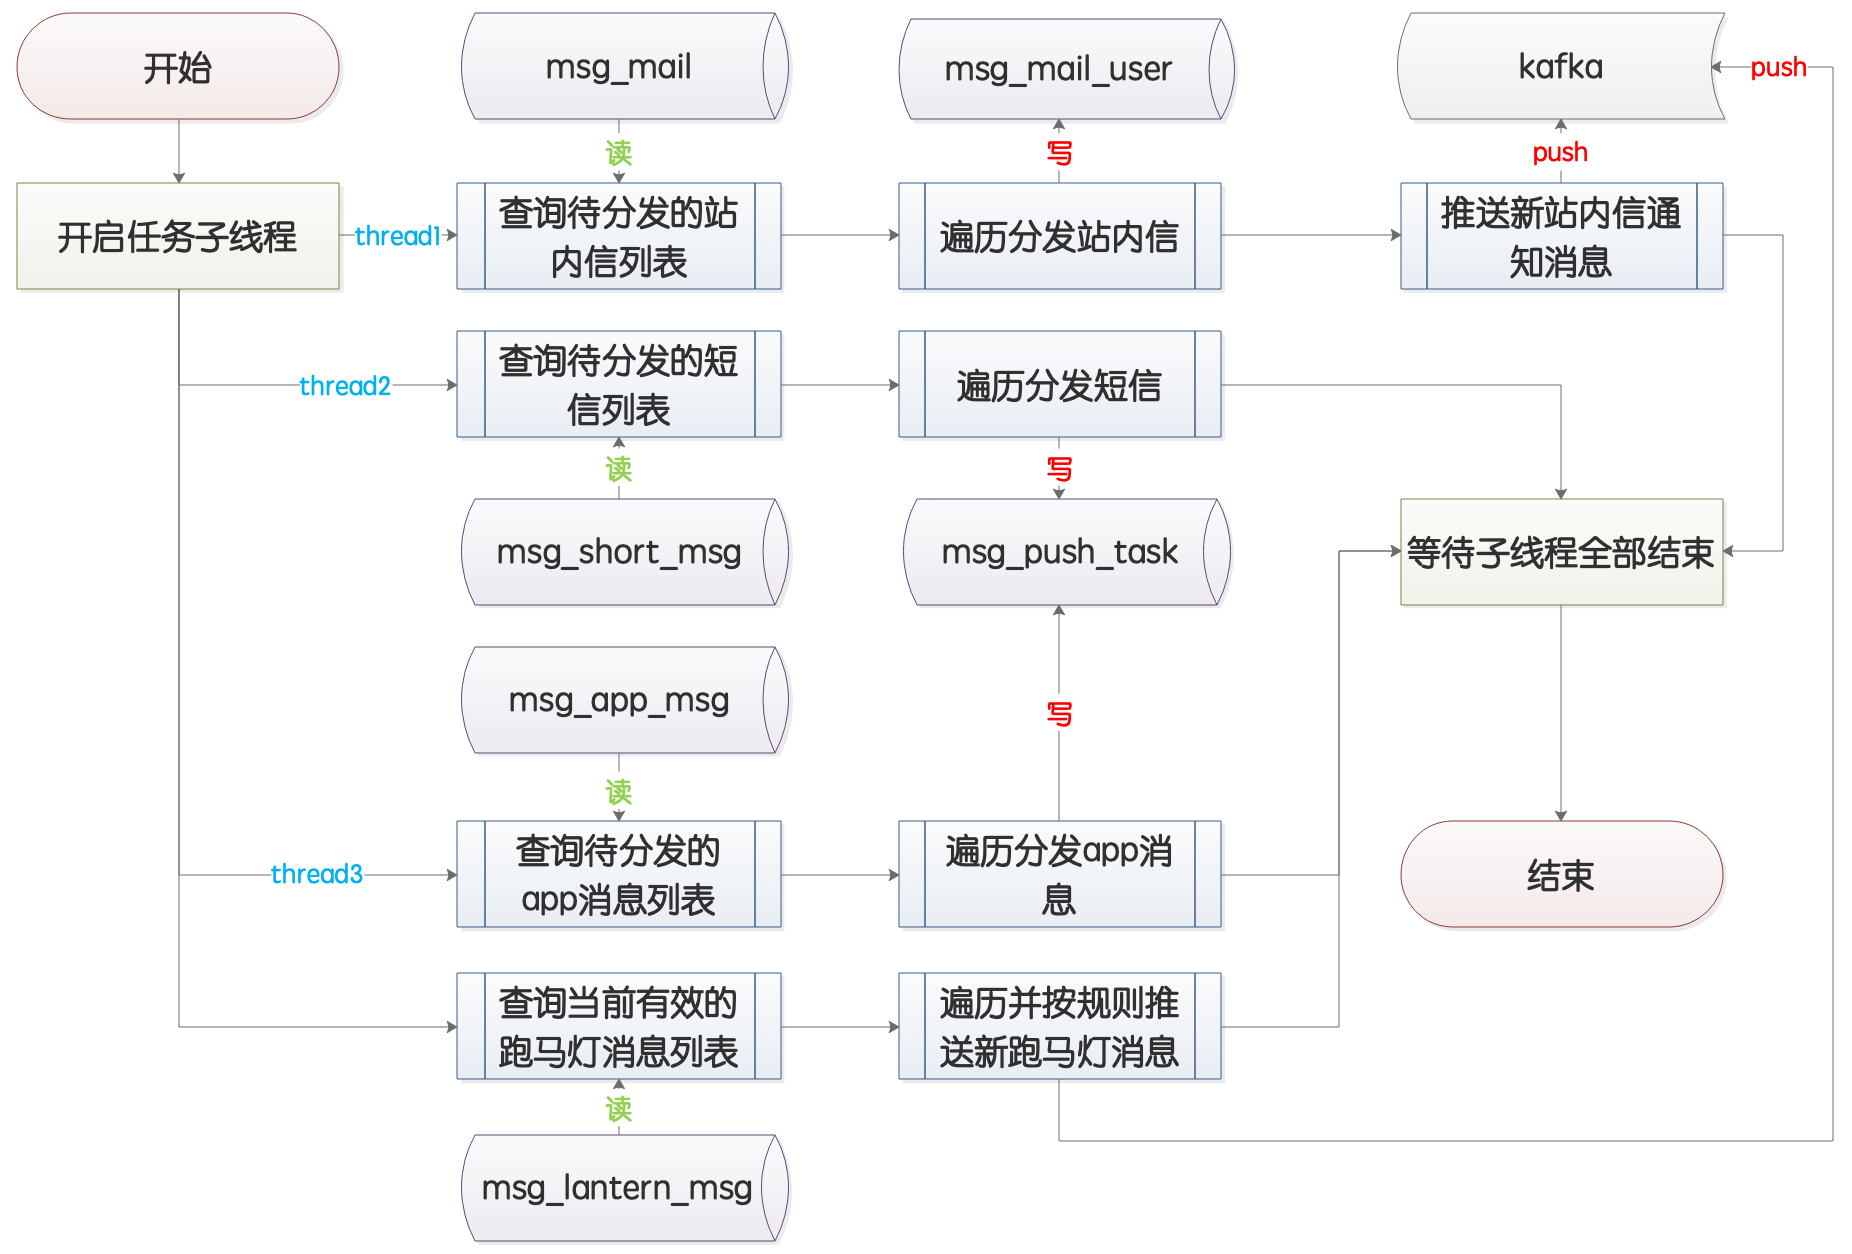 开始
msg_mail
msg_mail_user
kafka
push
读
写
push
开启任务子线程
thread1
查询待分发的站
内信列表
遍历分发站内信
推送新站内信通
知消息
thread2
查询待分发的短
信列表
遍历分发短信
读
写
msg_short_msg
msg_push_task
等待子线程全部结束
msg_app_msg
写
读
thread3
查询待分发的
app消息列表
遍历分发app消
息
结束
查询当前有效的
跑马灯消息列表
遍历并按规则推
送新跑马灯消息
读
msg_lantern_msg